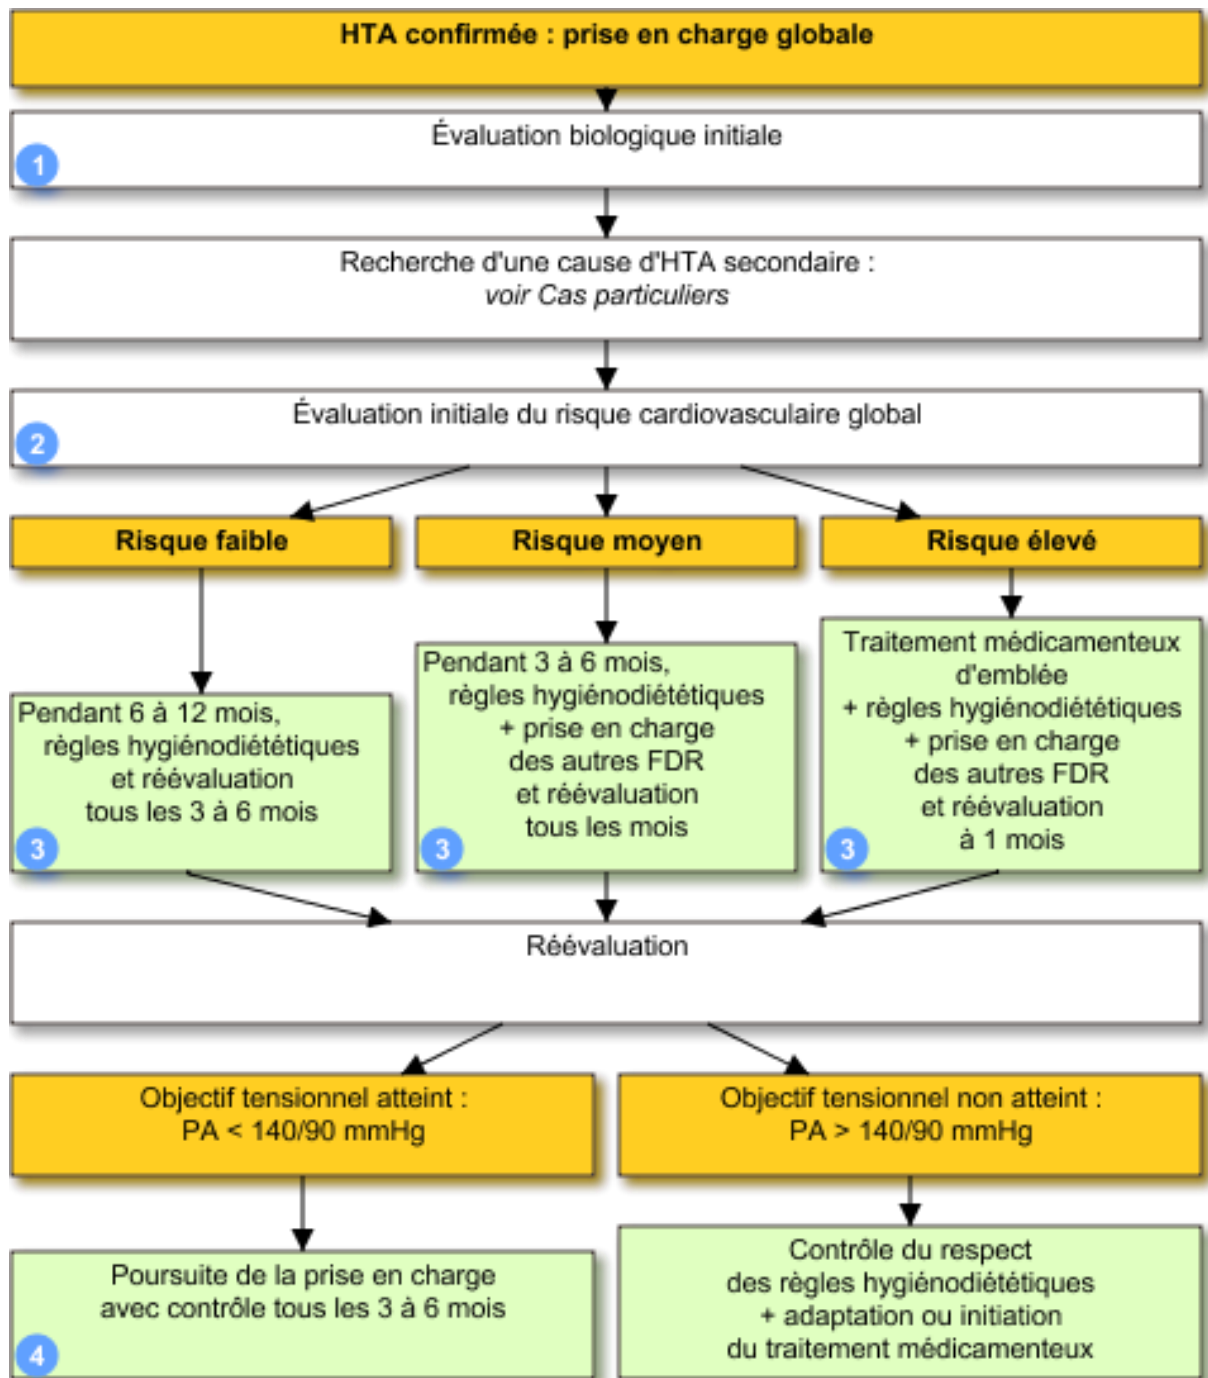 HTA confirmée : prise en charge globale
Évaluation biologique initiale
1
Recherche d'une cause d'HTA secondaire :
voir Cas particuliers
Évaluation initiale du risque cardiovasculaire global
2
Risque faible
Risque moyen
Risque élevé
Pendant 6 à 12 mois,
règles hygiénodiététiques
et réévaluation
tous les 3 à 6 mois
3
Pendant 3 à 6 mois,
règles hygiénodiététiques
+ prise en charge
des autres FDR
et réévaluation
tous les mois
3
Traitement médicamenteux
d'emblée
+ règles hygiénodiététiques
+ prise en charge
des autres FDR
et réévaluation
à 1 mois
3
Réévaluation
Objectif tensionnel atteint :
PA < 140/90 mmHg
Objectif tensionnel non atteint :
PA > 140/90 mmHg
Poursuite de la prise en charge
avec contrôle tous les 3 à 6 mois
4
Contrôle du respect
des règles hygiénodiététiques
+ adaptation ou initiation
du traitement médicamenteux